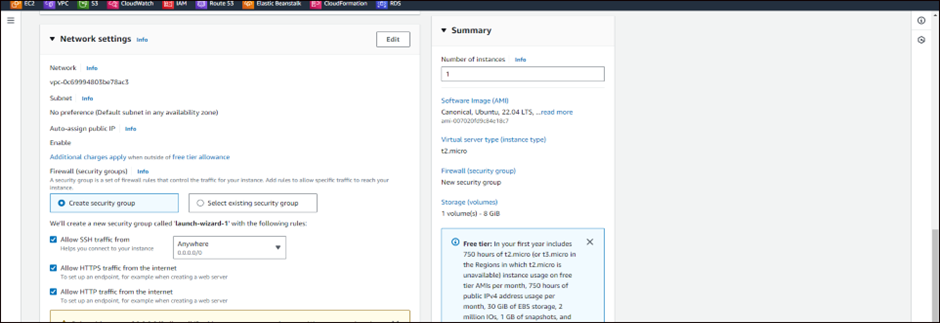 EC2 VPC S3 CloudWatch IAM Route 53 Elastic Beanstalk CloudFormation RDS
Network settings Info
Edit
Network Info
vpc-0c69994803be78ac3
Subnet Info
No preference (Default subnet in any availability zone)
Auto-assign public IP Info
Enable
Additional charges apply when outside of free tier allowance
Firewall (security groups) Info
A security group is a set of firewall rules that control the traffic for your instance. Add rules to allow specific traffic to reach your
instance.
Create security group
Select existing security group
We'll create a new security group called 'launch-wizard-1' with the following rules:
Allow SSH traffic from
Helps you connect to your instance
Anywhere
0.0.0.0/0
Allow HTTPS traffic from the internet
To set up an endpoint, for example when creating a web server
Allow HTTP traffic from the internet
To set up an endpoint, for example when creating a web server
Summary
Number of instances Info
1
Software Image (AMI)
Canonical, Ubuntu, 22.04 LTS, ...read more
ami-007020fd9c84e18c7
Virtual server type (instance type)
t2.micro
Firewall (security group)
New security group
Storage (volumes)
1 volume(s) - 8 GiB
Free tier: In your first year includes
750 hours of t2.micro (or t3.micro in
the Regions in which t2.micro is
unavailable) instance usage on free
tier AMIs per month, 750 hours of
public IPv4 address usage per
month, 30 GiB of EBS storage, 2
million IOs, 1 GB of snapshots, and